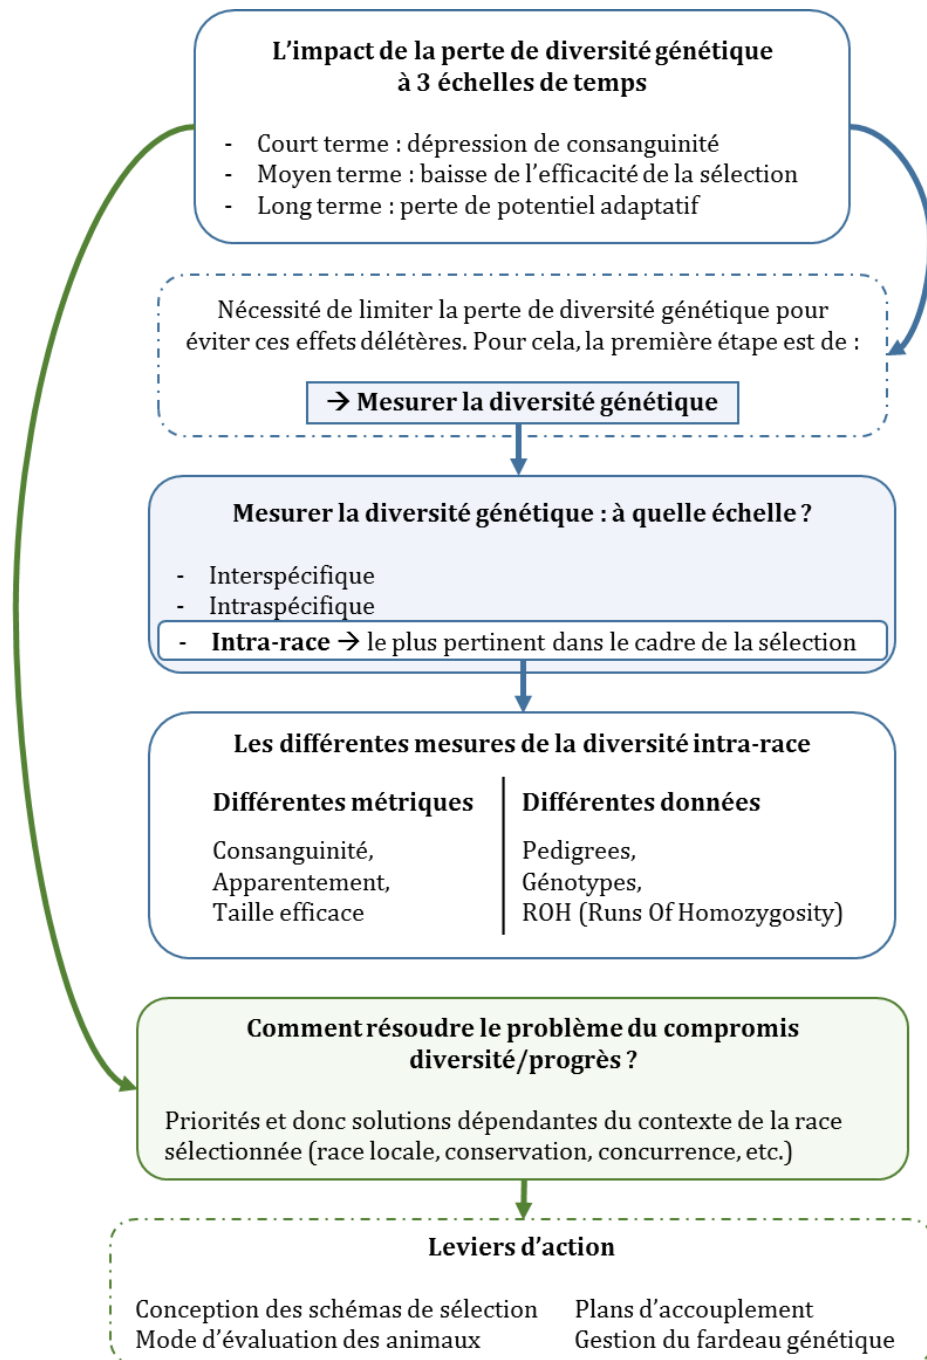 L’impact de la perte de diversité génétique
à 3 échelles de temps
- Court terme : dépression de consanguinité
- Moyen terme : baisse de l’efficacité de la sélection
- Long terme : perte de potentiel adaptatif
Nécessité de limiter la perte de diversité génétique pour
éviter ces effets délétères. Pour cela, la première étape est de :
→ Mesurer la diversité génétique
Mesurer la diversité génétique : à quelle échelle ?
- Interspécifique
- Intraspécifique
- Intra-race → le plus pertinent dans le cadre de la sélection
Les différentes mesures de la diversité intra-race
Différentes métriques
Consanguinité,
Apparentement,
Taille efficace
Différentes données
Pedigrees,
Génotypes,
ROH (Runs Of Homozygosity)
Comment résoudre le problème du compromis
diversité/progrès ?
Priorités et donc solutions dépendantes du contexte de la race
sélectionnée (race locale, conservation, concurrence, etc.)
Leviers d’action
Conception des schémas de sélection
Mode d’évaluation des animaux
Plans d’accouplement
Gestion du fardeau génétique